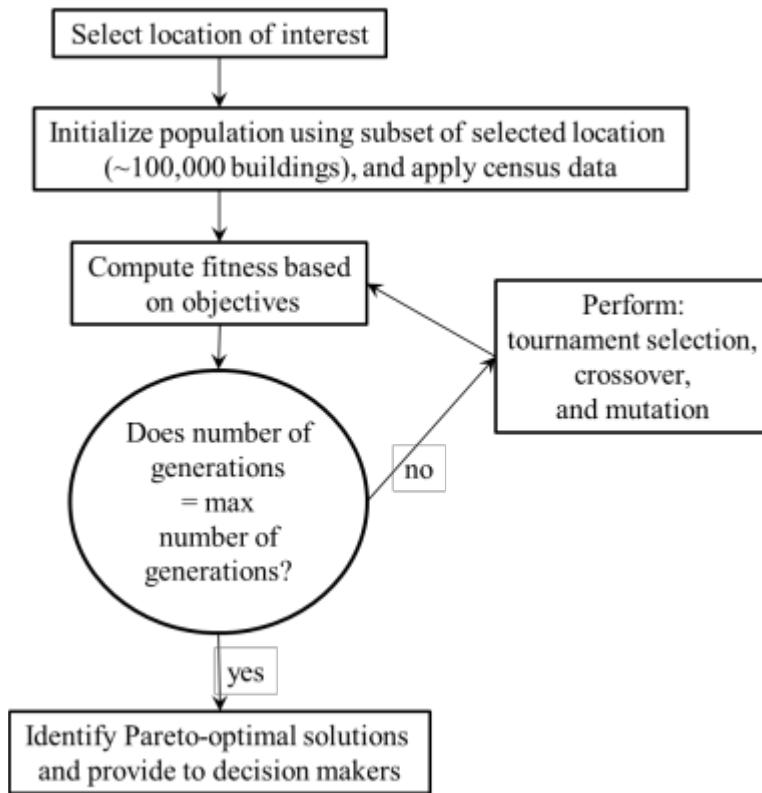 Select location of interest
Initialize population using subset of selected location
(~100,000 buildings), and apply census data
Compute fitness based
on objectives
Perform:
tournament selection,
crossover,
and mutation
Does number of
generations
= max
number of
generations?
no
yes
Identify Pareto-optimal solutions
and provide to decision makers